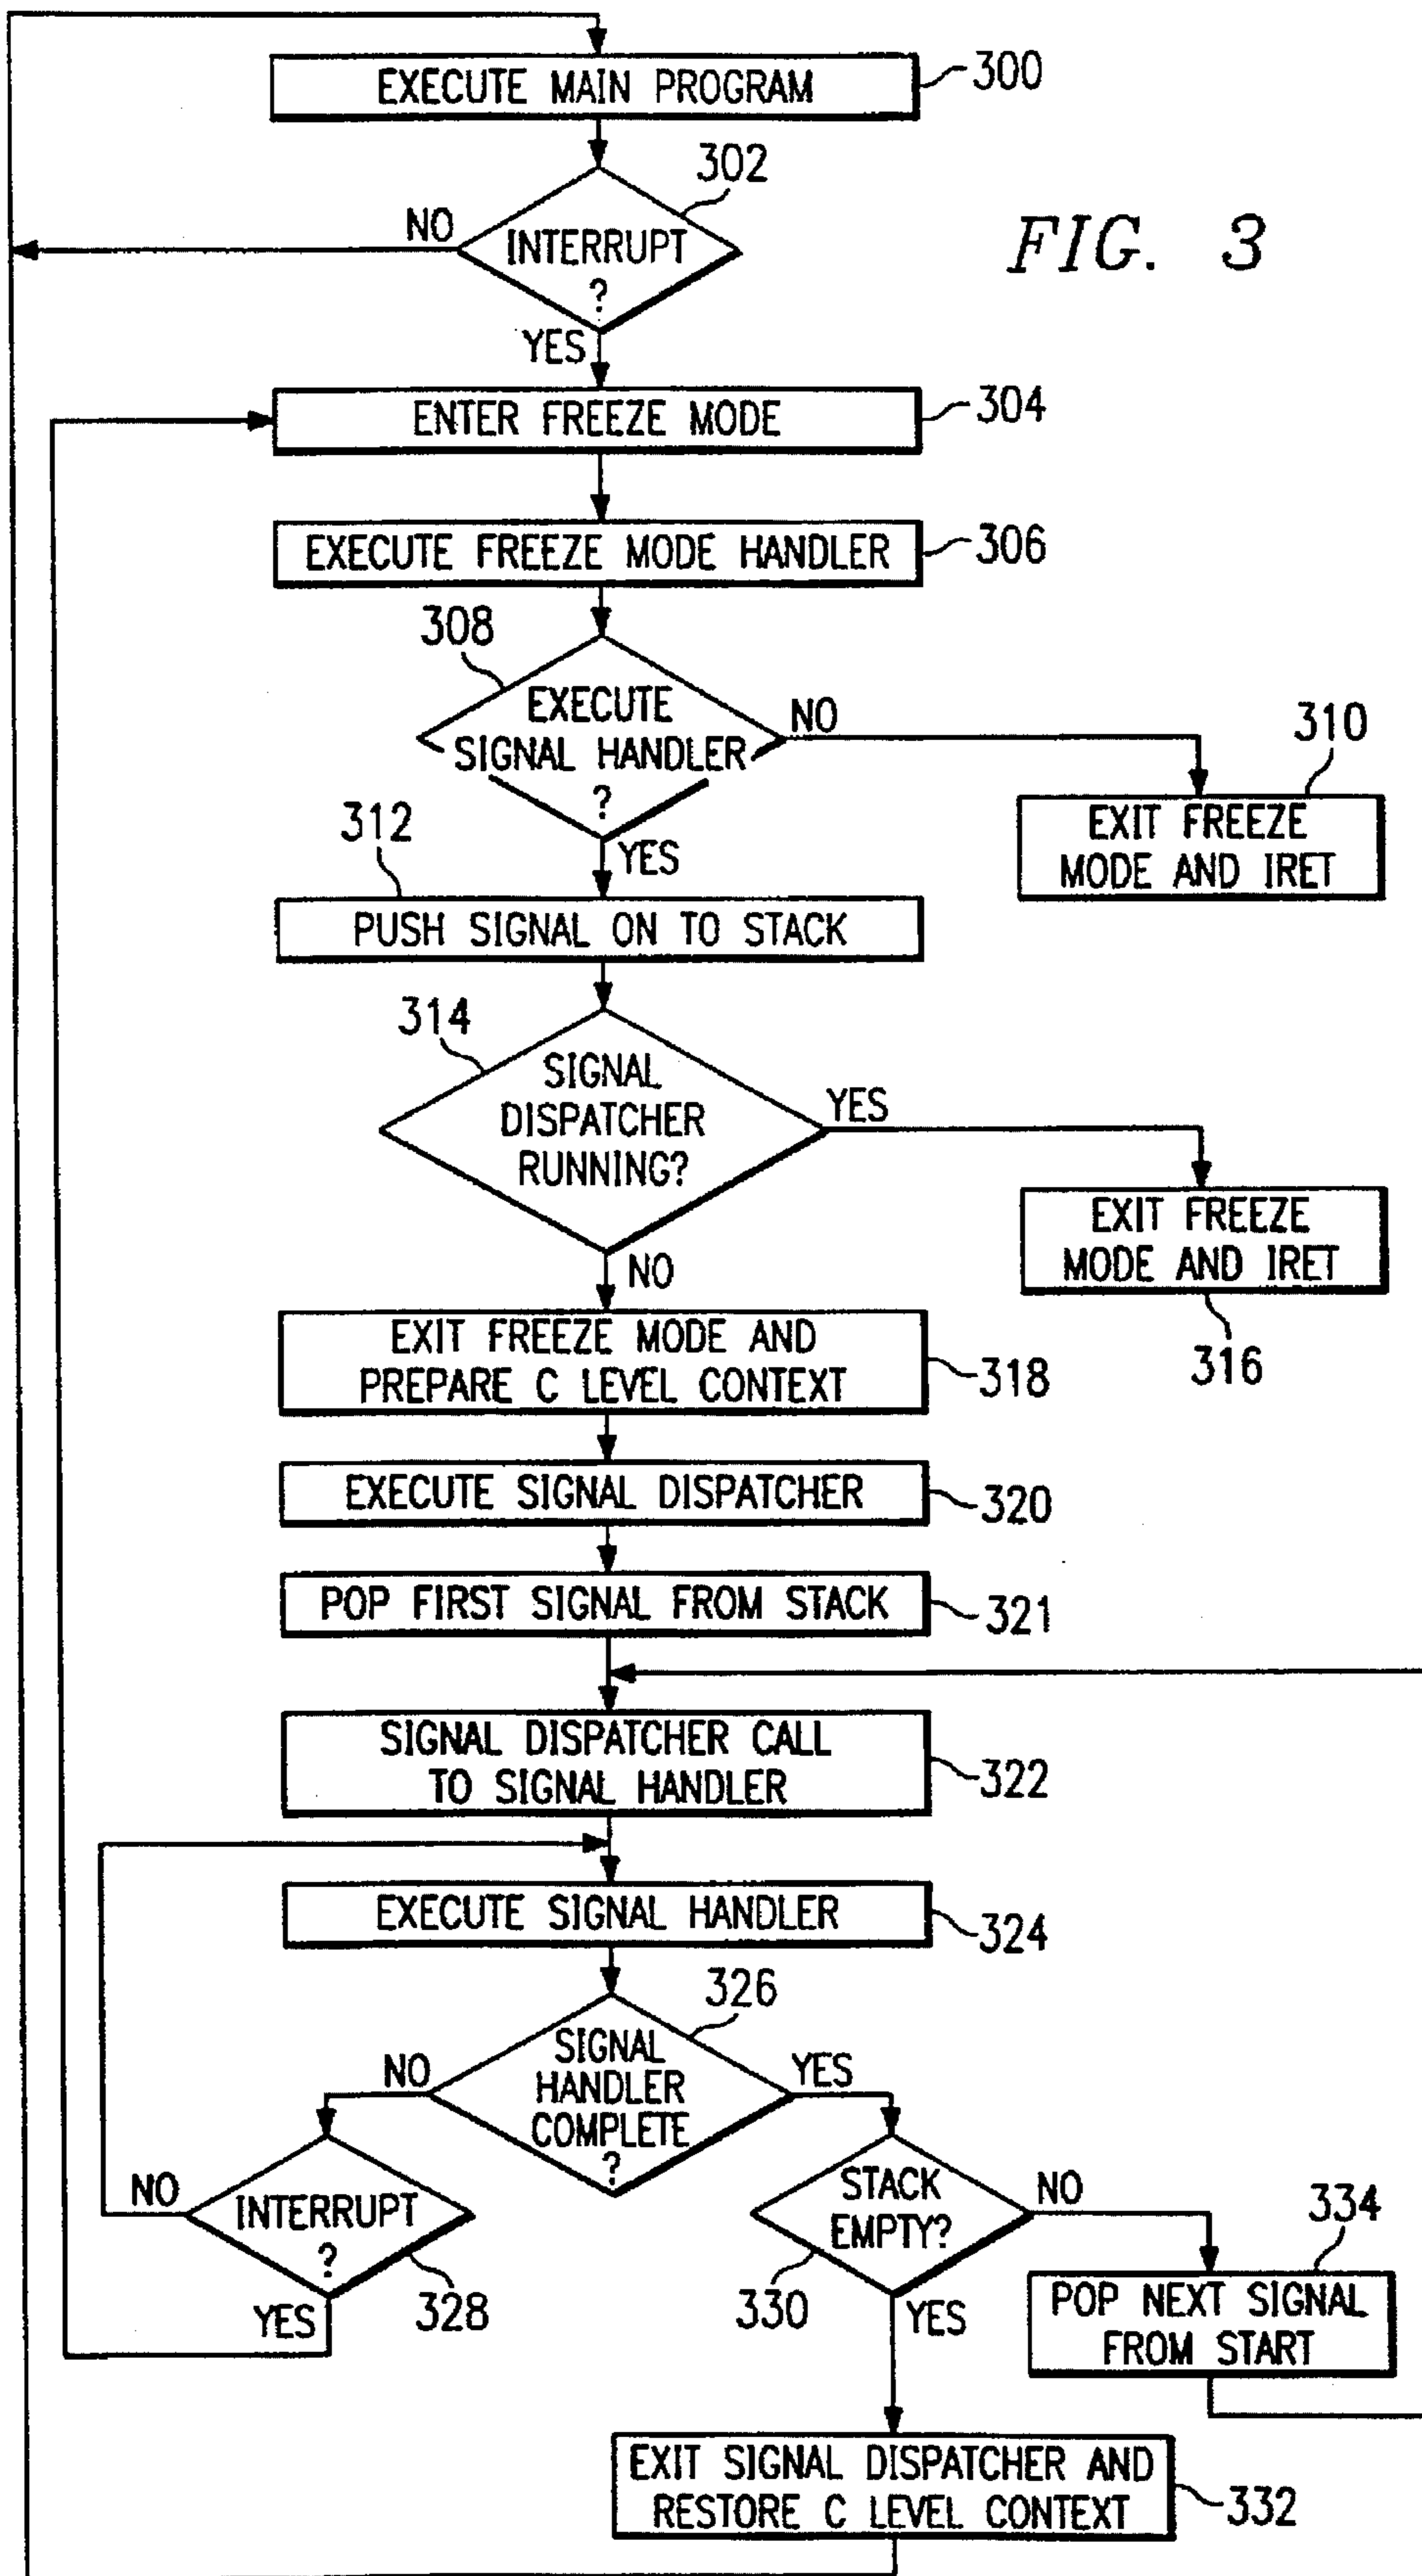 EXECUTE MAIN PROGRAM
300
302
NO
INTERRUPT
?
FIG. 3
YES
ENTER FREEZE MODE
304
EXECUTE FREEZE MODE HANDLER
306
308
EXECUTE
SIGNAL HANDLER
?
NO
310
EXIT FREEZE
MODE AND IRET
312
YES
PUSH SIGNAL ON TO STACK
314
SIGNAL
DISPATCHER
RUNNING?
YES
EXIT FREEZE
MODE AND IRET
316
NO
EXIT FREEZE MODE AND
PREPARE C LEVEL CONTEXT
318
EXECUTE SIGNAL DISPATCHER
320
POP FIRST SIGNAL FROM STACK
321
SIGNAL DISPATCHER CALL
TO SIGNAL HANDLER
322
EXECUTE SIGNAL HANDLER
324
326
NO
SIGNAL
HANDLER
COMPLETE
?
YES
NO
INTERRUPT
?
328
YES
STACK
EMPTY?
330
NO
334
YES
POP NEXT SIGNAL
FROM START
EXIT SIGNAL DISPATCHER AND
RESTORE C LEVEL CONTEXT
332